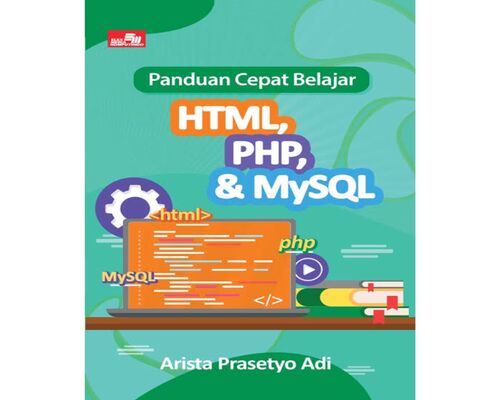 Panduan Cepat Belajar
HTML,
PHP,
& MySQL
<html>
php
MySQL
</>
Arista Prasetyo Adi